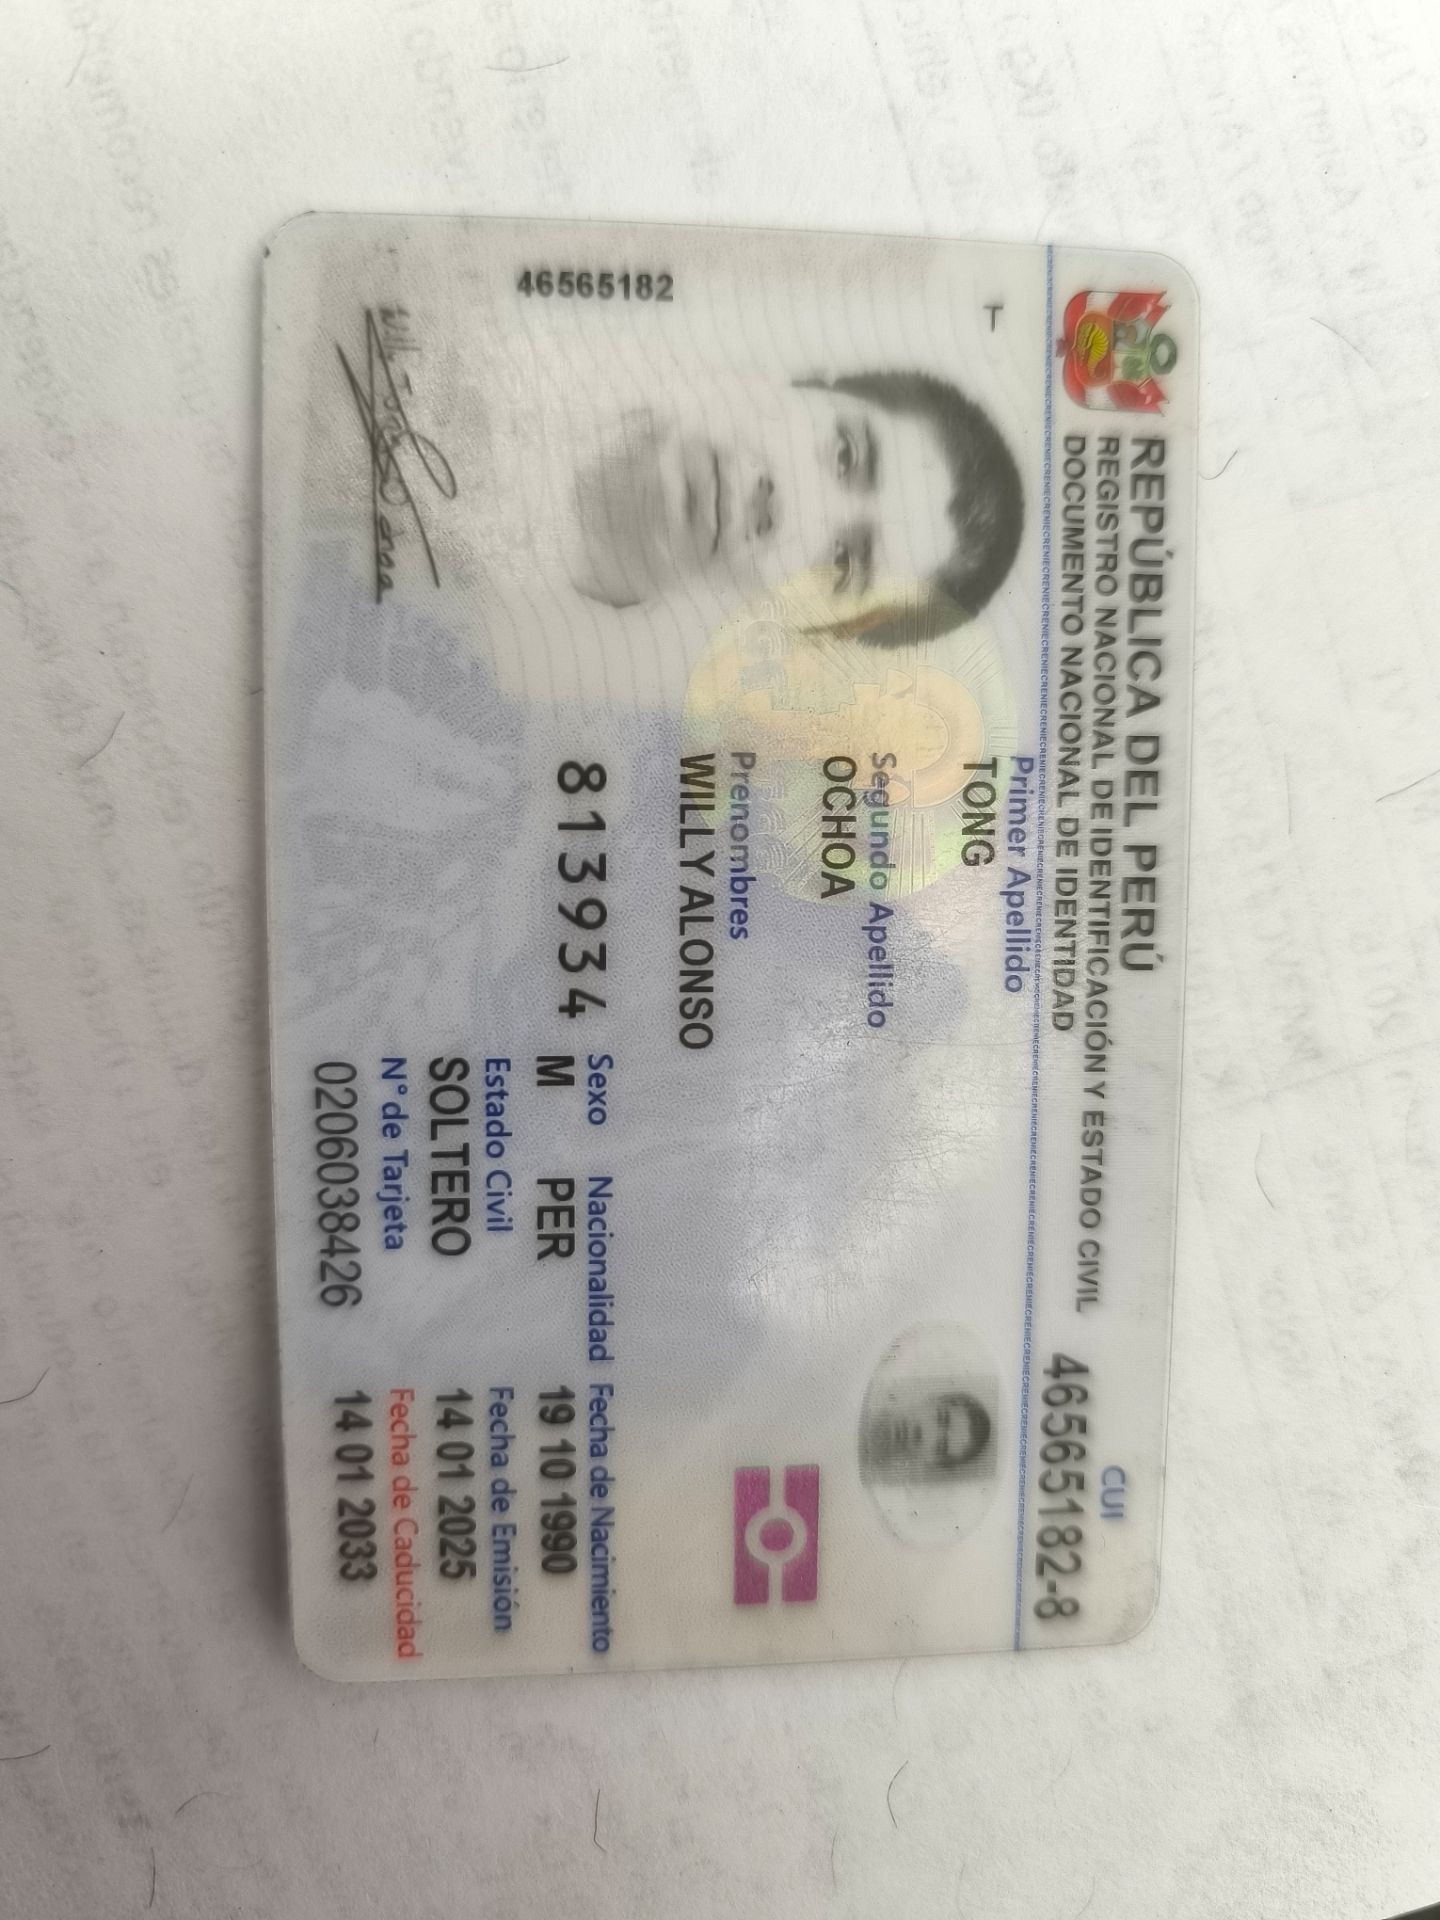 REPÚBLICA DEL PERÚ
REGISTRO NACIONAL DE IDENTIFICACIÓN Y ESTADO CIVIL
DOCUMENTO NACIONAL DE IDENTIDAD
CUI
46565182-8
T
Primer Apellido
TONG
Segundo Apellido
OCHOA
Prenombres
WILLY ALONSO
46565182
813934
Sexo Nacionalidad Fecha de Nacimiento
M PER 19 10 1990
Estado Civil Fecha de Emisión
SOLTERO 14 01 2025
N° de Tarjeta Fecha de Caducidad
0206038426 14 01 2033